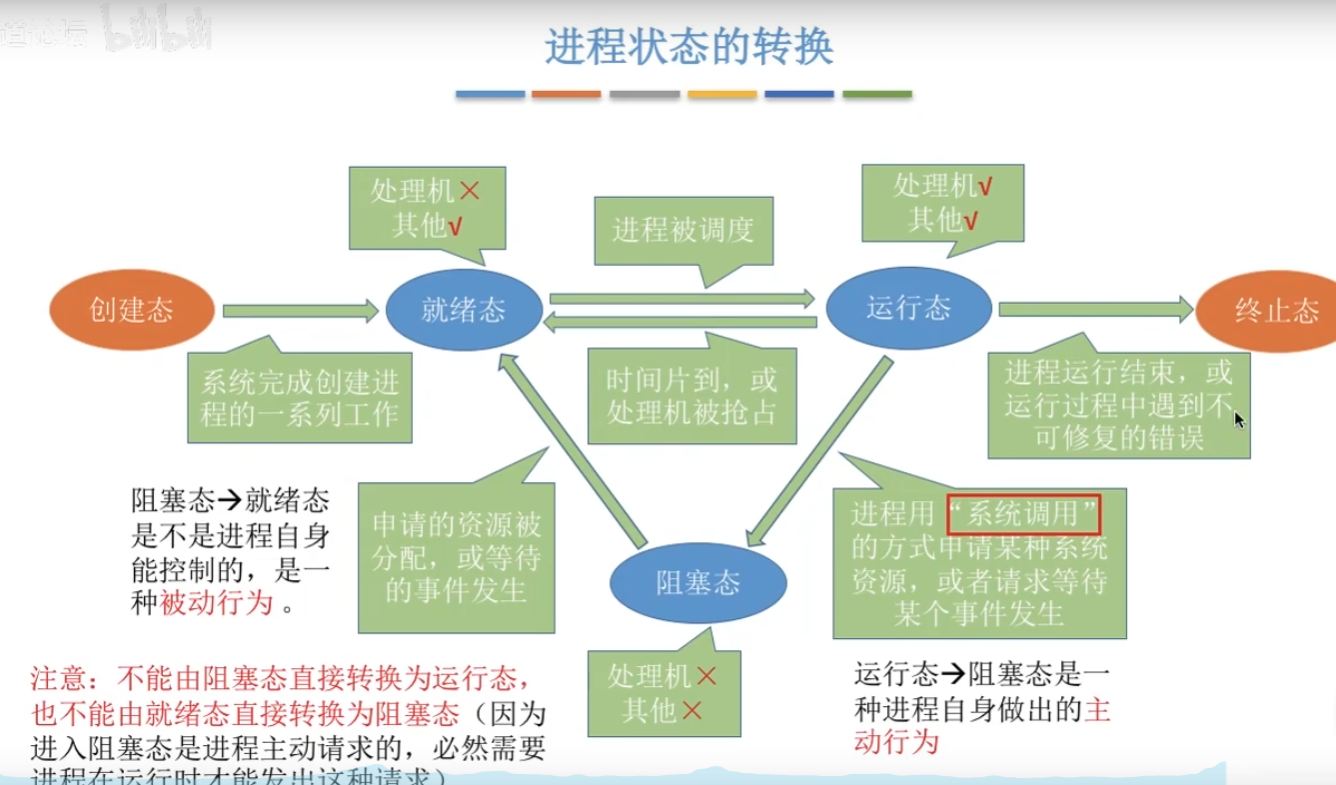 道论坛 bilibili
进程状态的转换
处理机×
其他√
进程被调度
处理机√
其他√
创建态
就绪态
运行态
终止态
系统完成创建进
程的一系列工作
时间片到，或
处理机被抢占
进程运行结束，或
运行过程中遇到不
可修复的错误
阻塞态→就绪态
是不是进程自身
能控制的，是一
种被动行为 。
申请的资源被
分配，或等待
的事件发生
阻塞态
进程用“系统调用”
的方式申请某种系统
资源，或者请求等待
某个事件发生
处理机×
其他×
注意：不能由阻塞态直接转换为运行态，
也不能由就绪态直接转换为阻塞态（因为
进入阻塞态是进程主动请求的，必然需要
进程在运行时才能发出这种请求）
运行态→阻塞态是一
种进程自身做出的主
动行为